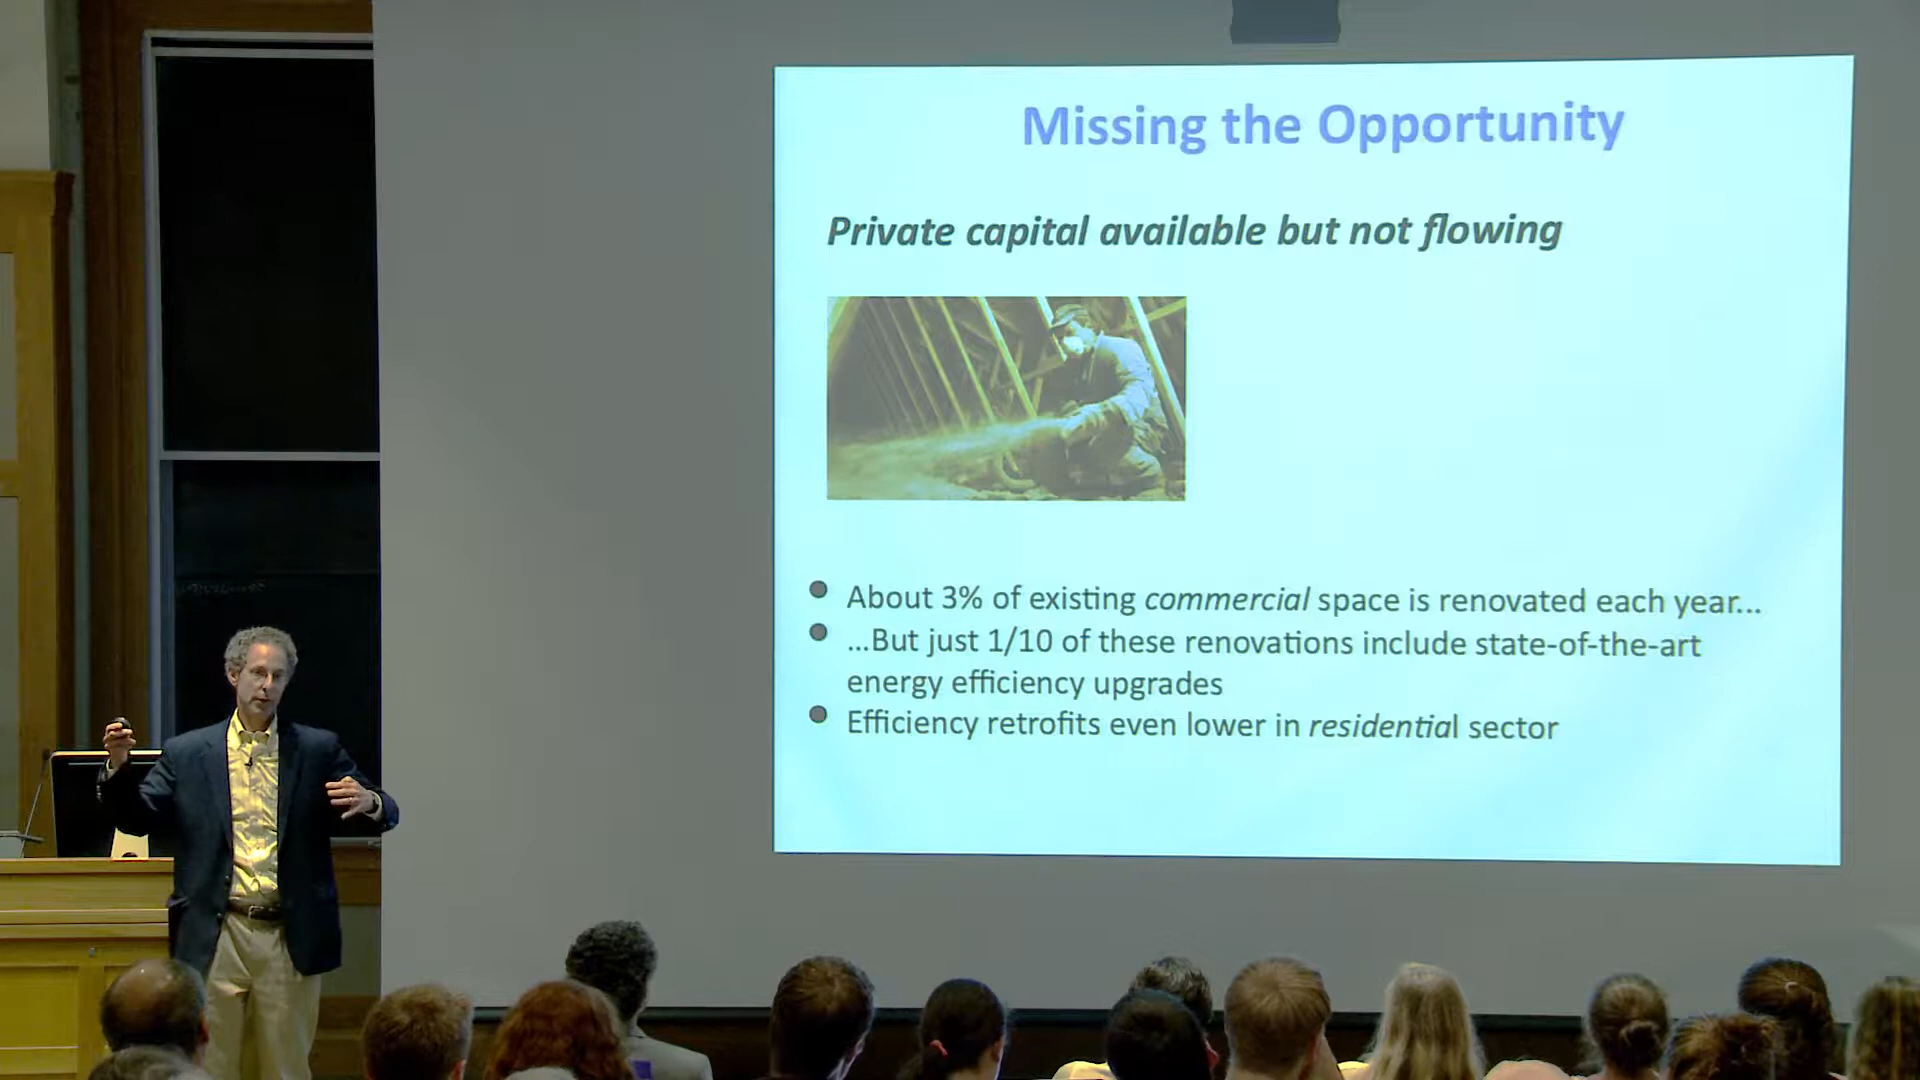 Missing the Opportunity
Private capital available but not flowing
• About 3% of existing commercial space is renovated each year...
• ...But just 1/10 of these renovations include state-of-the-art
energy efficiency upgrades
• Efficiency retrofits even lower in residential sector